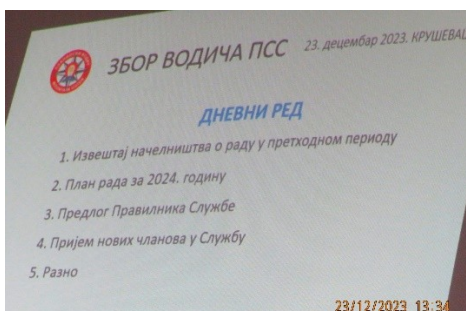 ЗБОР ВОДИЧА ПСС 23. децембар 2023. КРУШЕВАЦ
ДНЕВНИ РЕД
1. Извештај начелништва о раду у претходном периоду
2. План рада за 2024. годину
3. Предлог Правилника Службе
4. Пријем нових чланова у Службу
5. Разно
23/12/2023 13:34